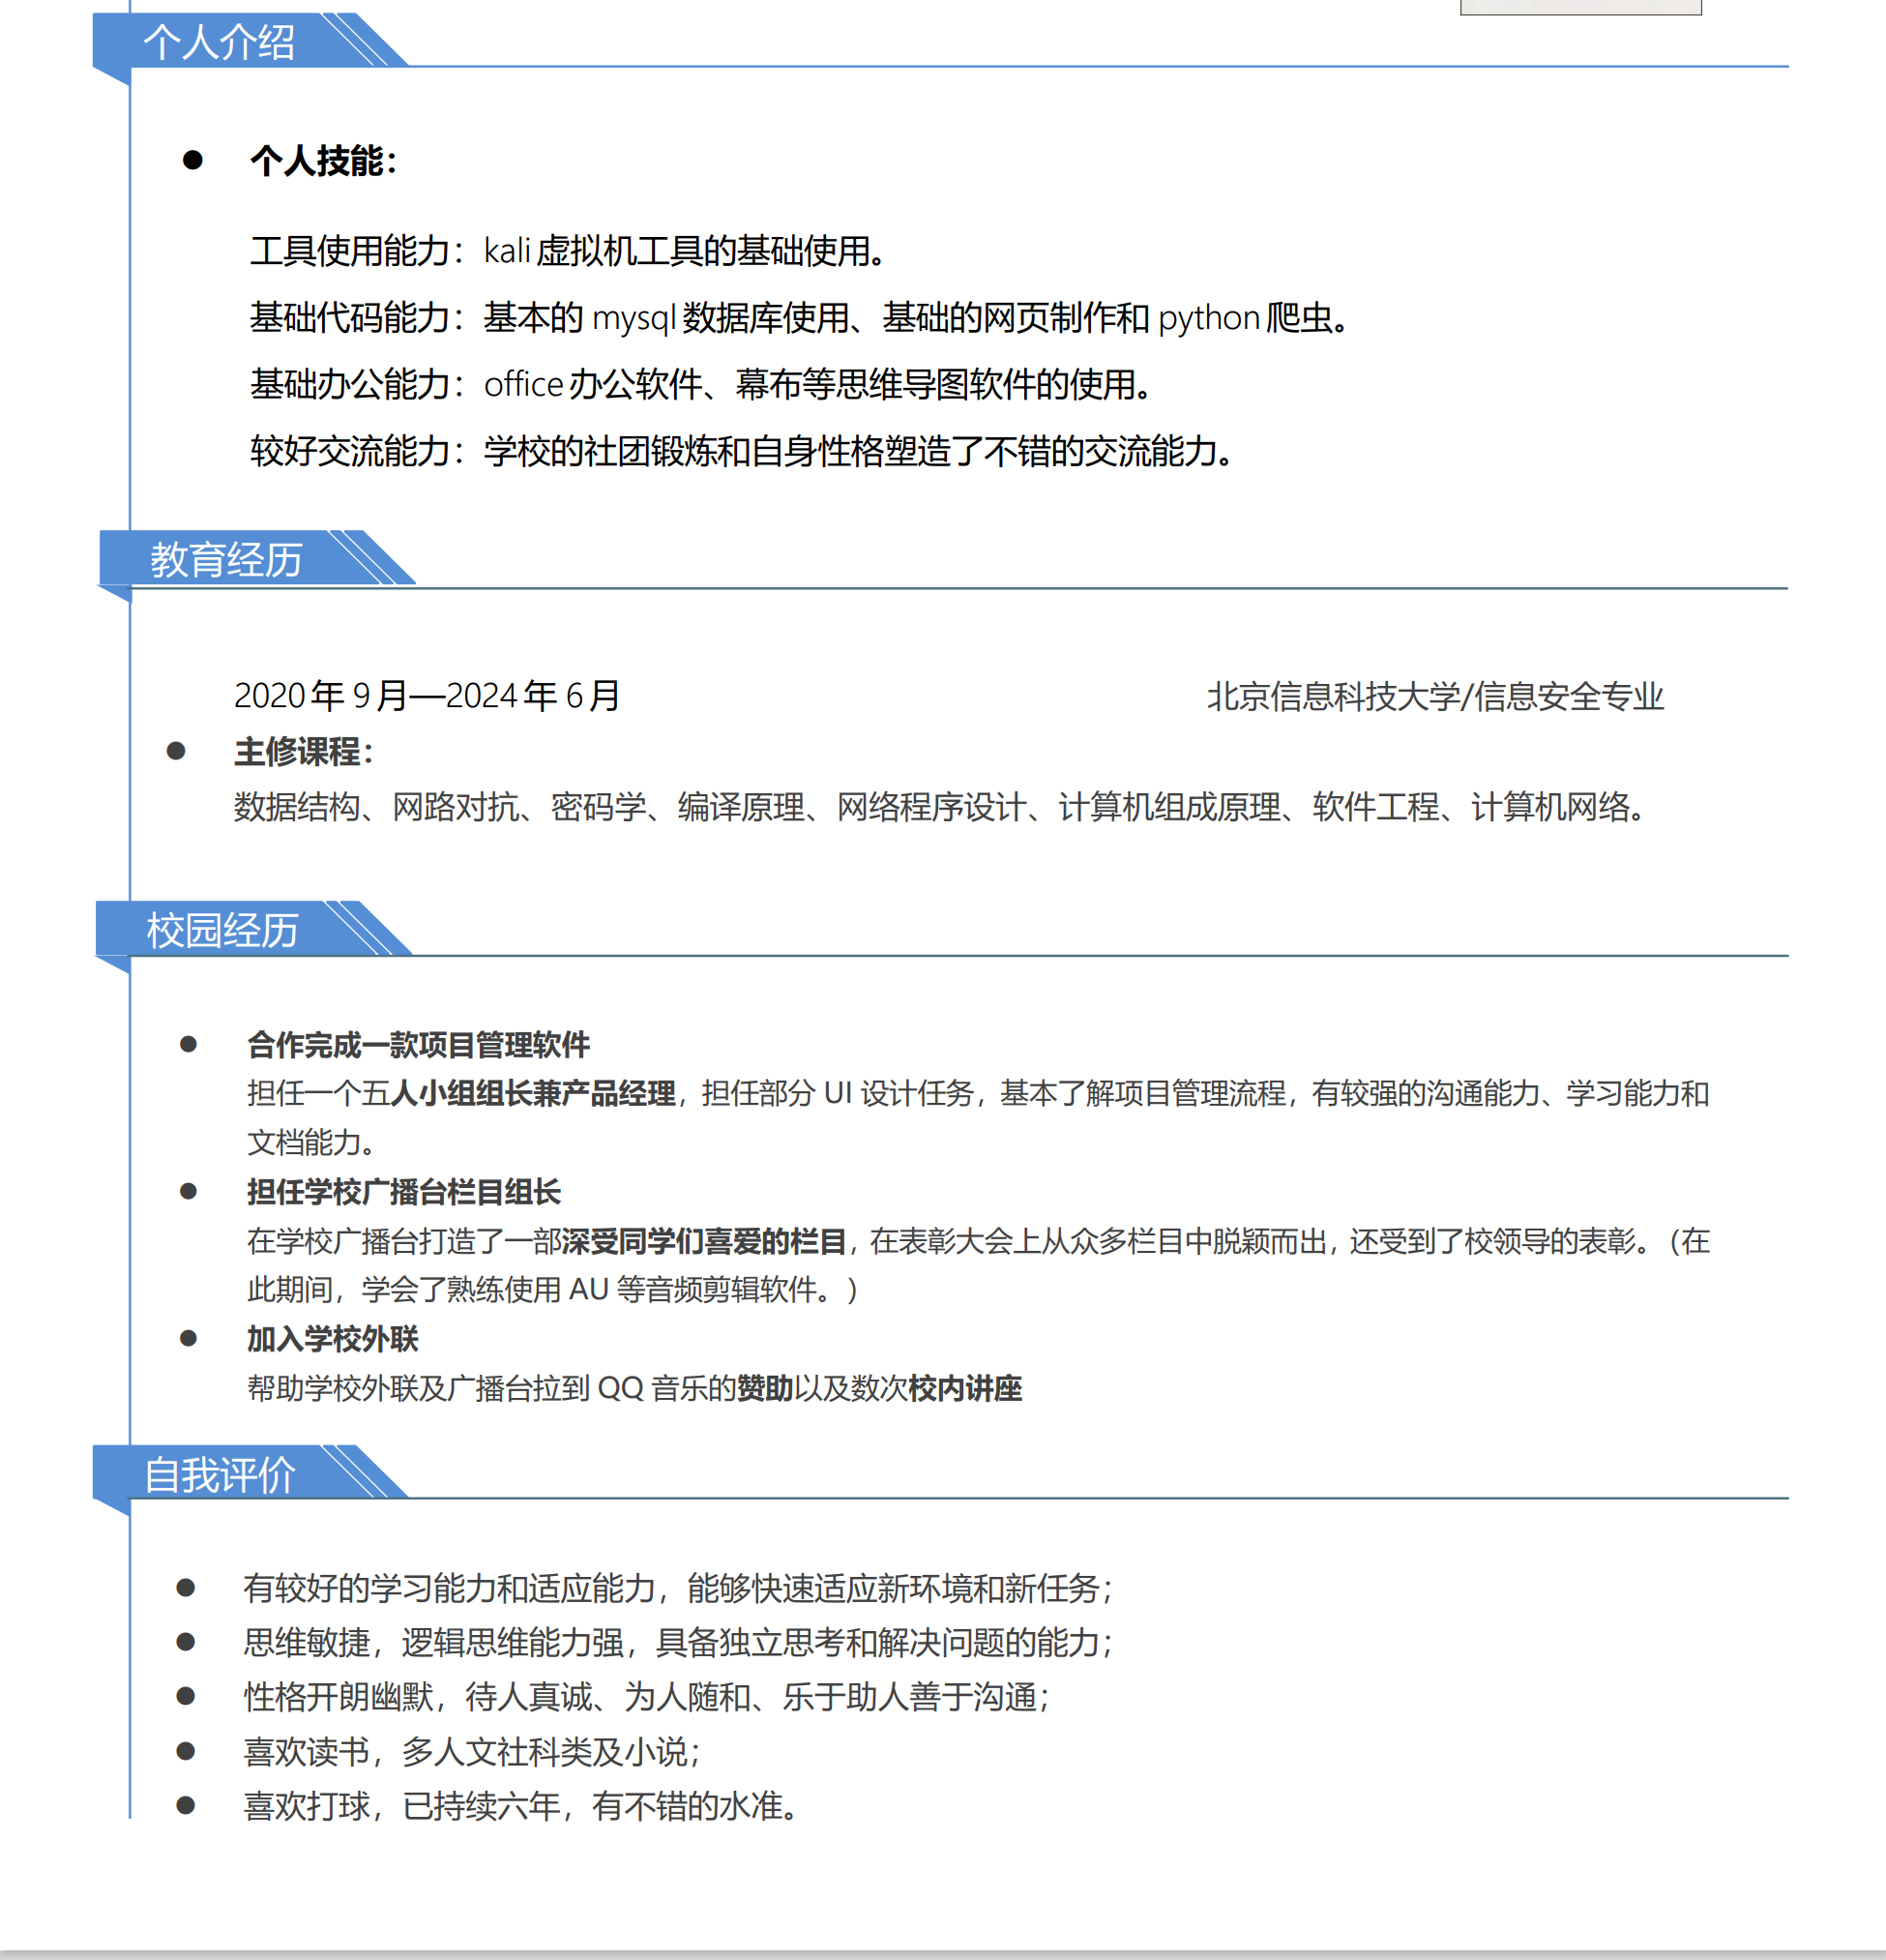 个人介绍
● 个人技能：
工具使用能力：kali 虚拟机工具的基础使用。
基础代码能力：基本的 mysql 数据库使用、基础的网页制作和 python 爬虫。
基础办公能力：office 办公软件、幕布等思维导图软件的使用。
较好交流能力：学校的社团锻炼和自身性格塑造了不错的交流能力。
教育经历
2020 年 9 月—2024 年 6 月 北京信息科技大学/信息安全专业
● 主修课程：
数据结构、网路对抗、密码学、编译原理、网络程序设计、计算机组成原理、软件工程、计算机网络。
校园经历
● 合作完成一款项目管理软件
担任一个五人小组组长兼产品经理，担任部分 UI 设计任务，基本了解项目管理流程，有较强的沟通能力、学习能力和
文档能力。
● 担任学校广播台栏目组长
在学校广播台打造了一部深受同学们喜爱的栏目，在表彰大会上从众多栏目中脱颖而出，还受到了校领导的表彰。（在
此期间，学会了熟练使用 AU 等音频剪辑软件。）
● 加入学校外联
帮助学校外联及广播台拉到 QQ 音乐的赞助以及数次校内讲座
自我评价
● 有较好的学习能力和适应能力，能够快速适应新环境和新任务；
● 思维敏捷，逻辑思维能力强，具备独立思考和解决问题的能力；
● 性格开朗幽默，待人真诚、为人随和、乐于助人善于沟通；
● 喜欢读书，多人文社科类及小说；
● 喜欢打球，已持续六年，有不错的水准。